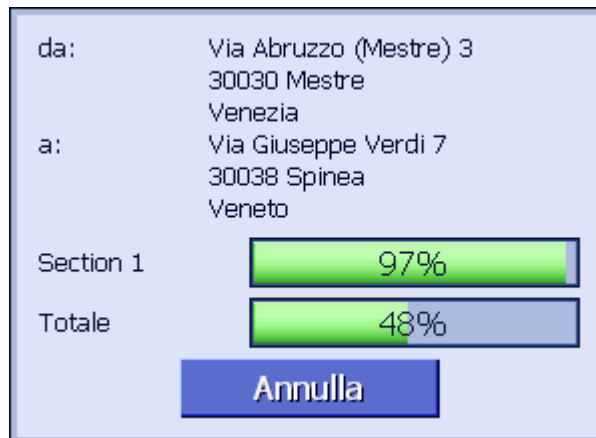 da: Via Abruzzo (Mestre) 3
30030 Mestre
Venezia
a: Via Giuseppe Verdi 7
30038 Spinea
Veneto
Section 1 97%
Totale 48%
Annulla